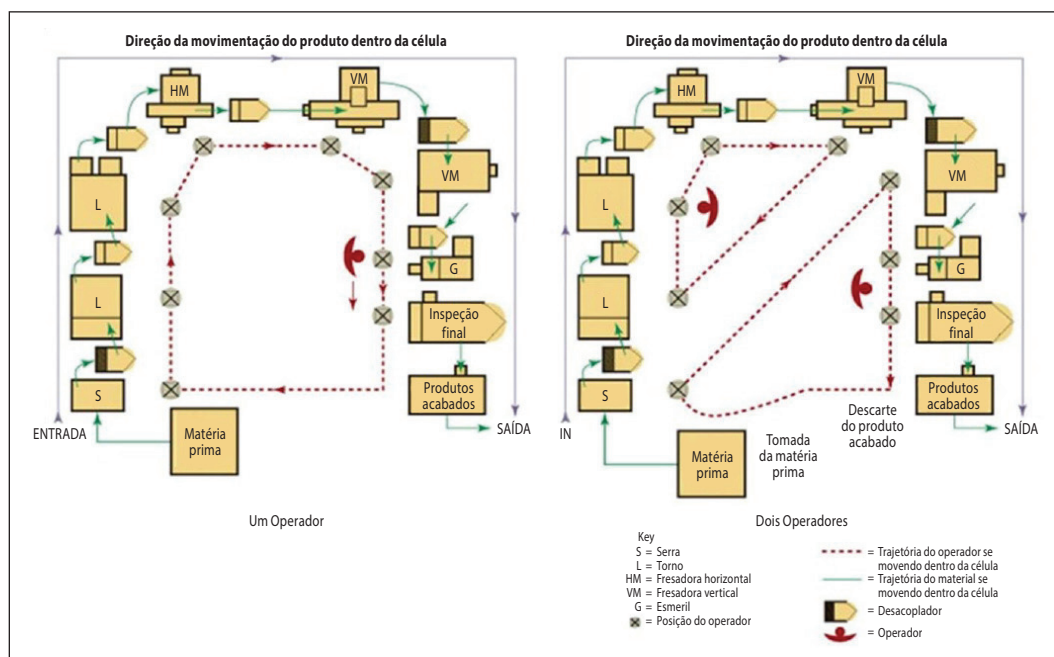 Direção da movimentação do produto dentro da célula
HM
VM
L
VM
L
G
Inspeção
final
S
Produtos
acabados
ENTRADA
SAÍDA
Matéria
prima
Um Operador
Direção da movimentação do produto dentro da célula
HM
VM
L
VM
L
G
Inspeção
final
S
Produtos
acabados
IN
SAÍDA
Descarte
do produto
acabado
Tomada
da matéria
prima
Matéria
prima
Dois Operadores
Key
S = Serra
L = Torno
HM = Fresadora horizontal
VM = Fresadora vertical
G = Esmeril
= Posição do operador
= Trajetória do operador se
movendo dentro da célula
= Trajetória do material se
movendo dentro da célula
= Desacoplador
= Operador